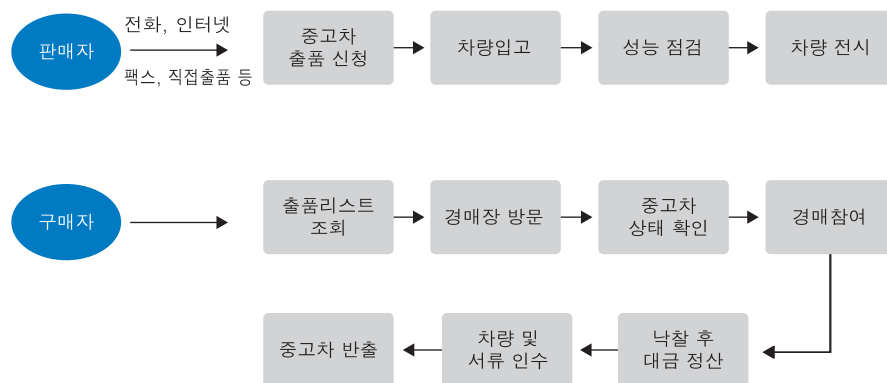 판매자
전화, 인터넷
팩스, 직접출품 등
중고차
출품 신청
차량입고
성능 점검
차량 전시
구매자
출품리스트
조회
경매장 방문
중고차
상태 확인
경매참여
낙찰 후
대금 정산
차량 및
서류 인수
중고차 반출